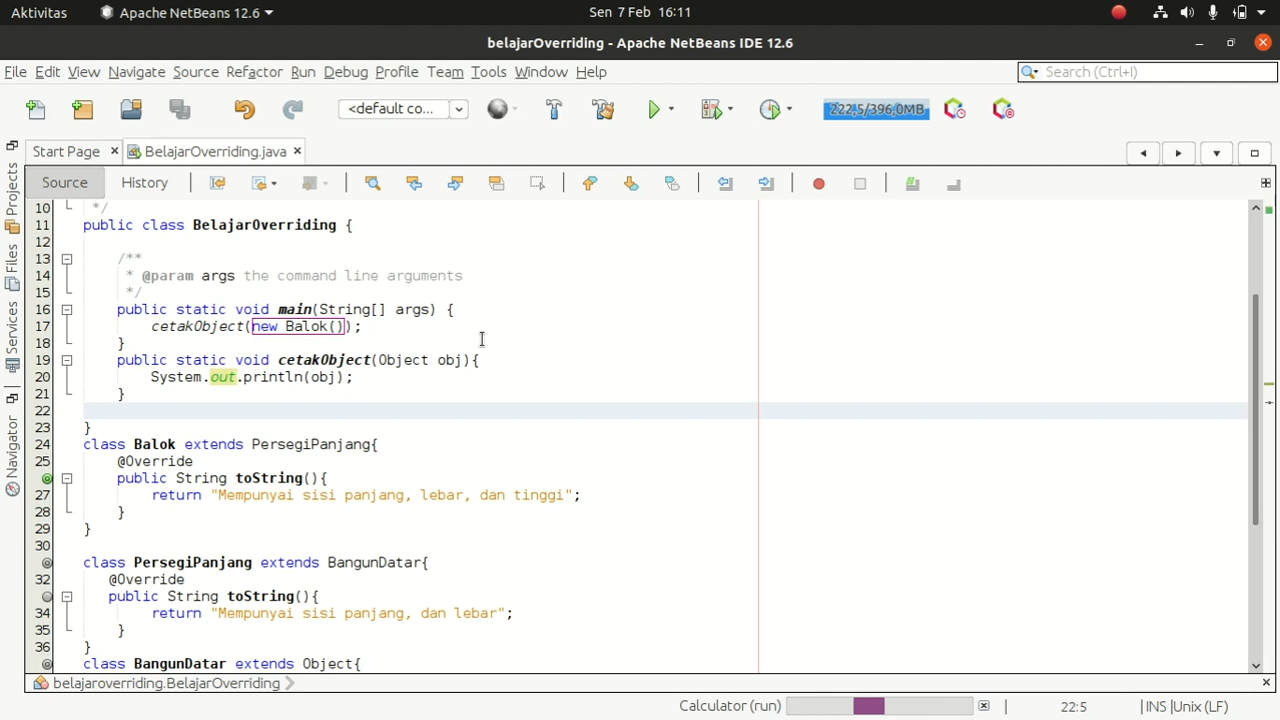 Aktivitas Apache NetBeans 12.6 Sen 7 Feb 16:11
belajarOverriding - Apache NetBeans IDE 12.6
File Edit View Navigate Source Refactor Run Debug Profile Team Tools Window Help Search (Ctrl+I)
<default co... 222,5/396,0MB
Start Page BelajarOverriding.java
Source History
Projects
Files
Services
Navigator
10 */
11 public class BelajarOverriding {
12
13 /**
14 * @param args the command line arguments
15 */
16 public static void main(String[] args) {
17 cetakObject(new Balok());
18 }
19 public static void cetakObject(Object obj){
20 System.out.println(obj);
21 }
22
23 }
24 class Balok extends PersegiPanjang{
25 @Override
public String toString(){
27 return "Mempunyai sisi panjang, lebar, dan tinggi";
28 }
29 }
30
class PersegiPanjang extends BangunDatar{
32 @Override
public String toString(){
34 return "Mempunyai sisi panjang, dan lebar";
35 }
36 }
class BangunDatar extends Object{
belajaroverriding.BelajarOverriding
Calculator (run) 22:5 INS Unix (LF)